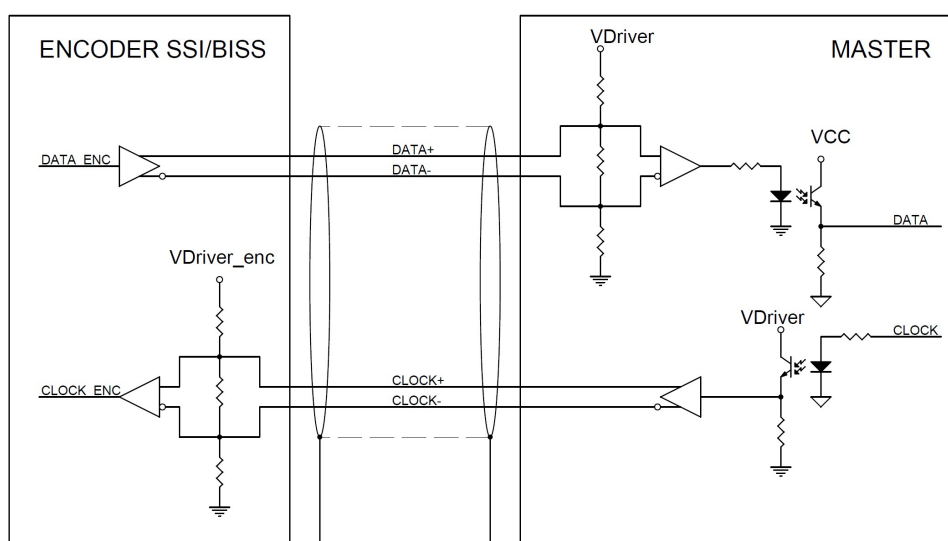 ENCODER SSI/BISS
MASTER
VDriver
VCC
DATA_ENC
DATA+
DATA-
DATA
VDriver_enc
VDriver
CLOCK
CLOCK_ENC
CLOCK+
CLOCK-